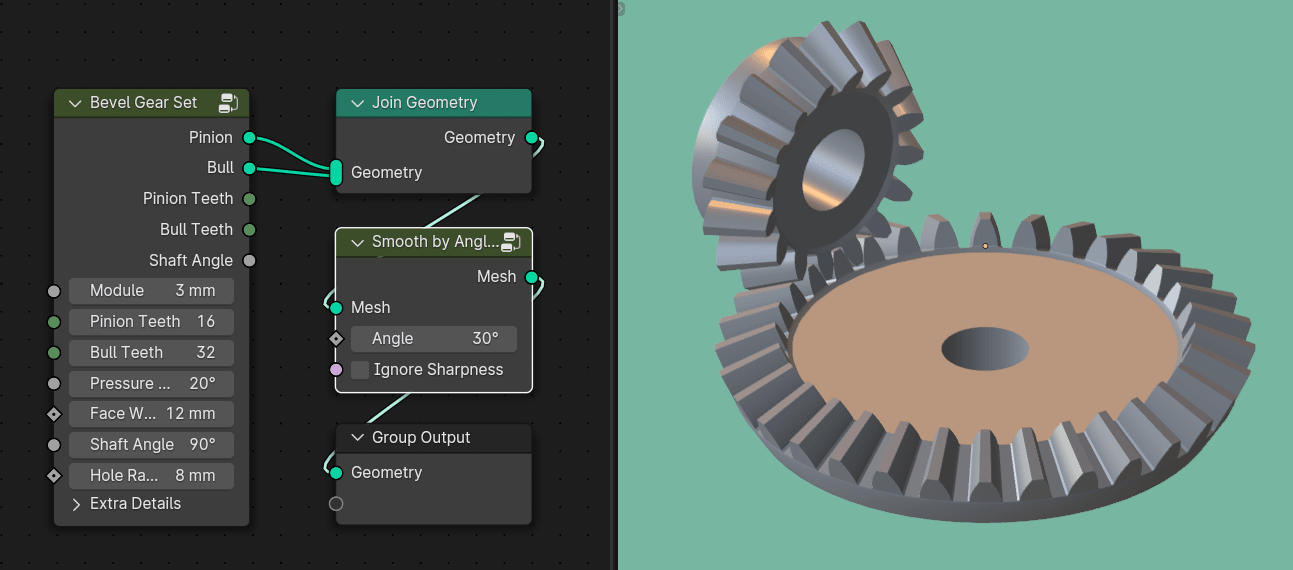 Bevel Gear Set
Pinion
Bull
Pinion Teeth
Bull Teeth
Shaft Angle
Module 3 mm
Pinion Teeth 16
Bull Teeth 32
Pressure ... 20°
Face W... 12 mm
Shaft Angle 90°
Hole Ra... 8 mm
Extra Details
Join Geometry
Geometry
Geometry
Smooth by Angl...
Mesh
Mesh
Angle 30°
Ignore Sharpness
Group Output
Geometry